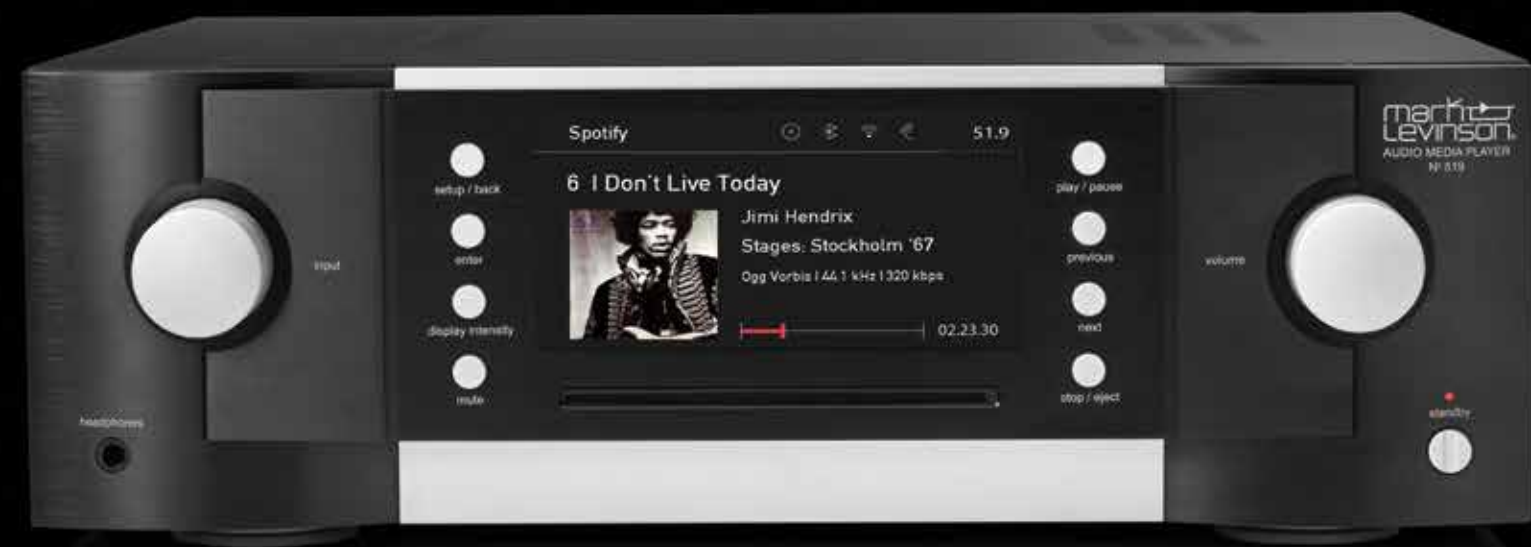 Spotify
51.9
6 I Don't Live Today
Jimi Hendrix
Stages: Stockholm '67
Ogg Vorbis | 44.1 kHz | 320 kbps
02.23.30
setup / back
enter
display intensity
mute
input
headphones
play / pause
previous
next
stop / eject
volume
mark
Levinson®
AUDIO MEDIA PLAYER
Nº 519
standby